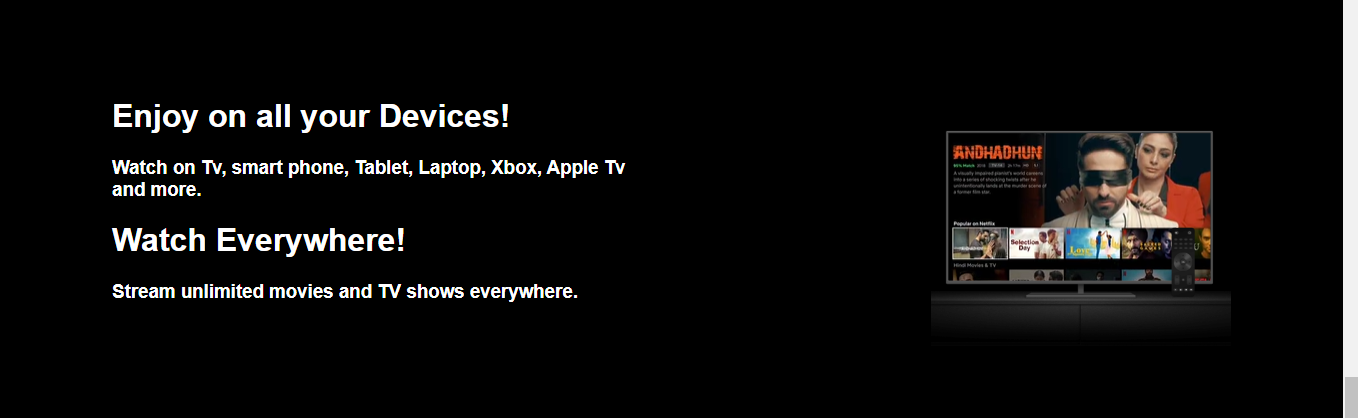 Enjoy on all your Devices!
Watch on Tv, smart phone, Tablet, Laptop, Xbox, Apple Tv
and more.
Watch Everywhere!
Stream unlimited movies and TV shows everywhere.
ANDHADHUN
A visually impaired pianist's world careens
into a series of shocking twists after he
unintentionally lands at the murder scene of
a former film star.
Popular on Netflix
Selection
Day
Hindi Movies & TV